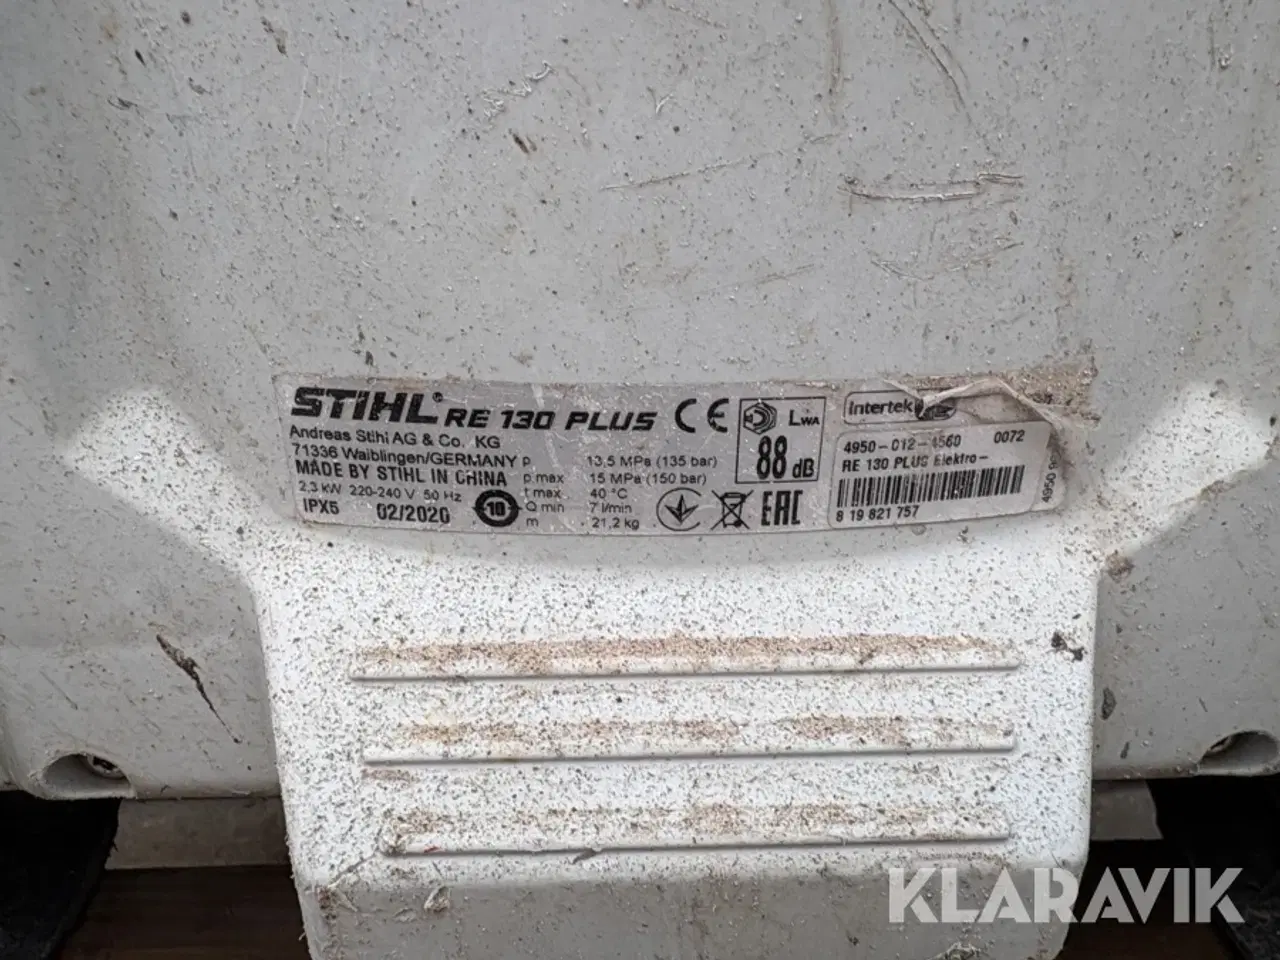 STIHL RE 130 PLUS CE
Andreas Stihl AG & Co. KG
71336 Waiblingen/GERMANY
MADE BY STIHL IN CHINA
2,3 kW 220-240 V 50 Hz
IPX5 02/2020
10
p 13,5 MPa (135 bar)
p max 15 MPa (150 bar)
t max 40 °C
Q min 7 l/min
m 21,2 kg
LWA
88 dB
EAC
Intertek
4950-012-4560 0072
RE 130 PLUS Elektro-
8 19 821 757
4950
KLARAVIK